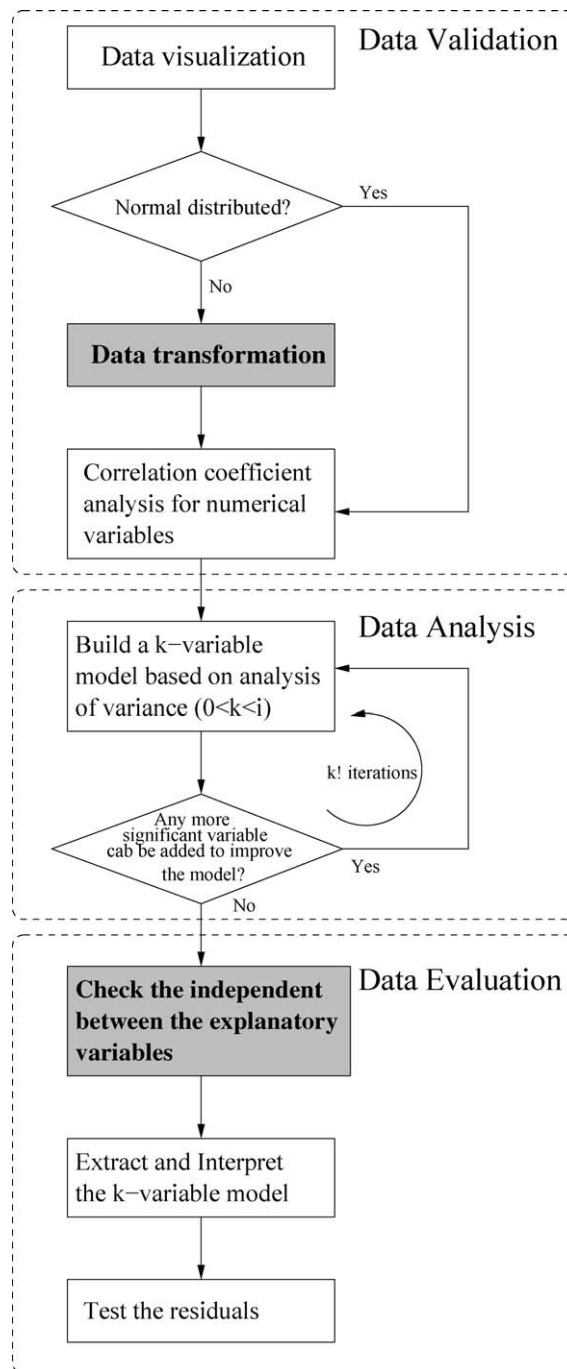 Data Validation
Data visualization
Normal distributed?
Yes
No
Data transformation
Correlation coefficient
analysis for numerical
variables
Data Analysis
Build a k−variable
model based on analysis
of variance (0<k<i)
k! iterations
Any more
significant variable
cab be added to improve
the model?
Yes
No
Data Evaluation
Check the independent
between the explanatory
variables
Extract and Interpret
the k−variable model
Test the residuals